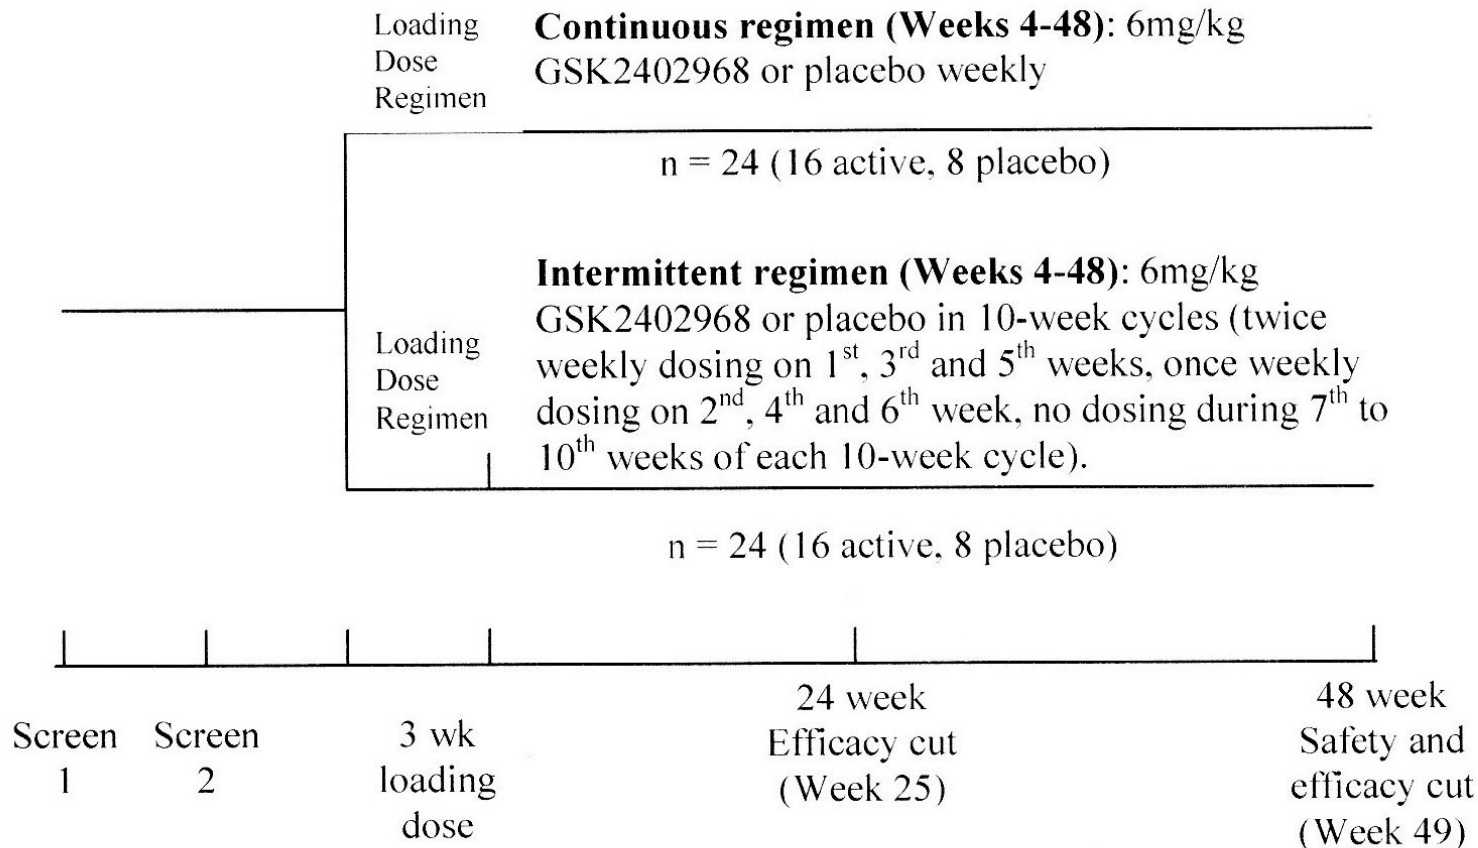 Loading
Dose
Regimen
Continuous regimen (Weeks 4-48): 6mg/kg
GSK2402968 or placebo weekly
n = 24 (16 active, 8 placebo)
Loading
Dose
Regimen
Intermittent regimen (Weeks 4-48): 6mg/kg
GSK2402968 or placebo in 10-week cycles (twice
weekly dosing on 1st, 3rd and 5th weeks, once weekly
dosing on 2nd, 4th and 6th week, no dosing during 7th to
10th weeks of each 10-week cycle).
n = 24 (16 active, 8 placebo)
Screen
1
Screen
2
3 wk
loading
dose
24 week
Efficacy cut
(Week 25)
48 week
Safety and
efficacy cut
(Week 49)